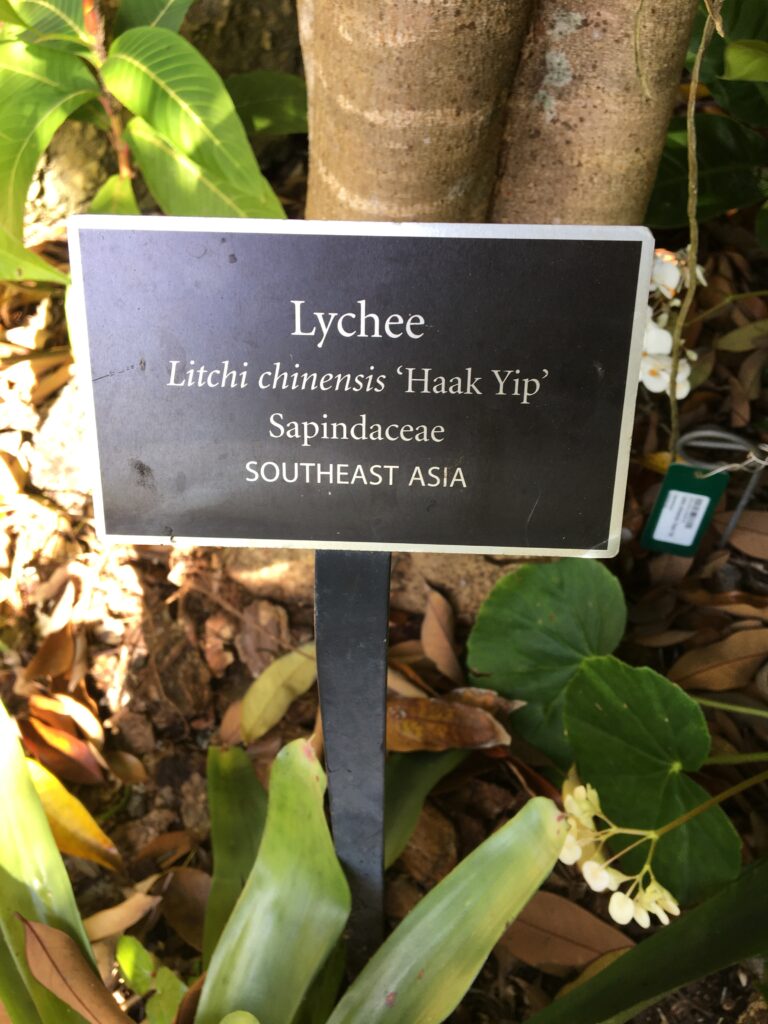 Lychee
Litchi chinensis ‘Haak Yip’
Sapindaceae
SOUTHEAST ASIA